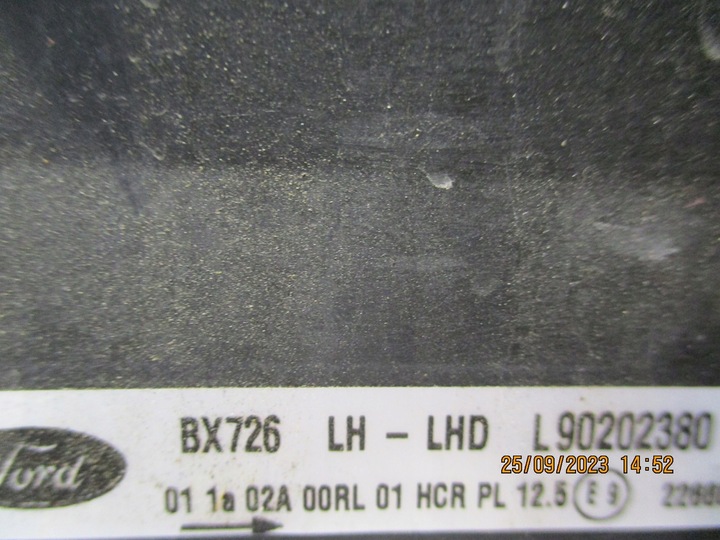 BX726 LH - LHD L90202380
Ford
25/09/2023 14:52
01 1a 02A 00RL 01 HCR PL 12.5 E 9